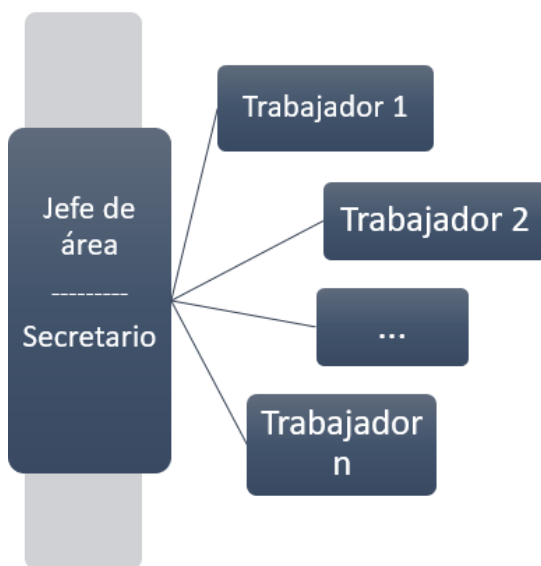 Jefe de
área
---------
Secretario
Trabajador 1
Trabajador 2
...
Trabajador
n